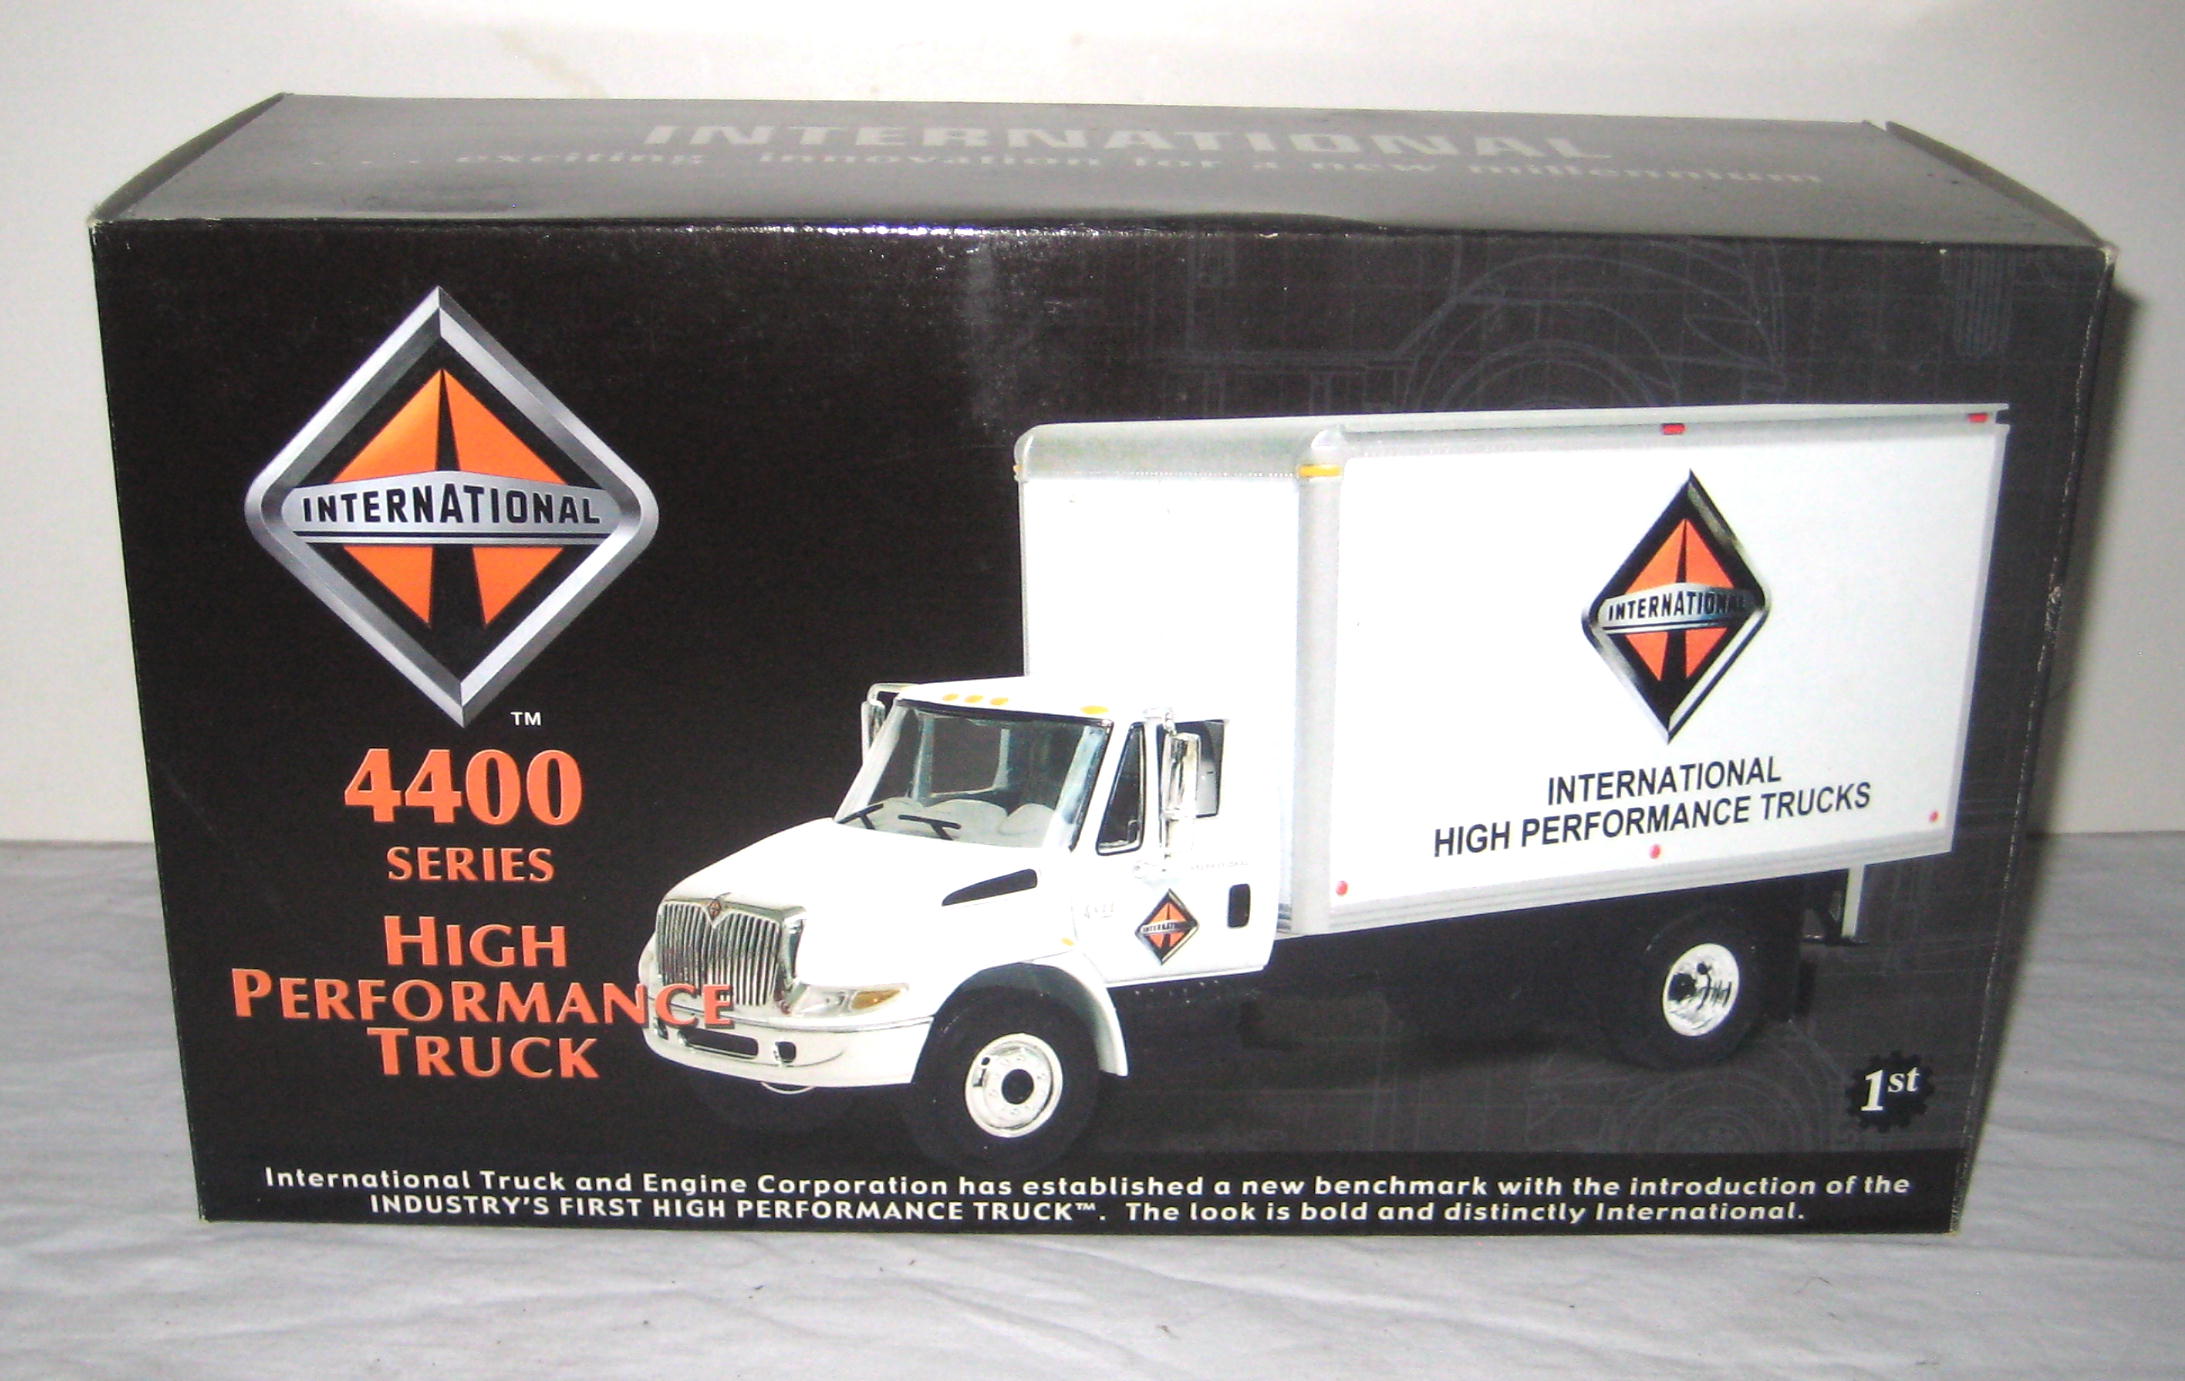 INTERNATIONAL
. . . . exciting innovation for a new millennium
INTERNATIONAL
TM
4400
SERIES
HIGH
PERFORMANCE
TRUCK
INTERNATIONAL
INTERNATIONAL
HIGH PERFORMANCE TRUCKS
INTERNATIONAL
1st
International Truck and Engine Corporation has established a new benchmark with the introduction of the
INDUSTRY'S FIRST HIGH PERFORMANCE TRUCK™. The look is bold and distinctly International.